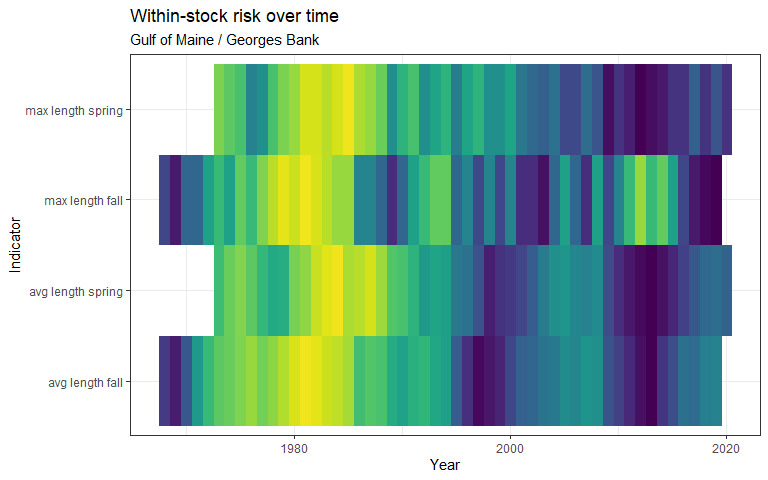 Within-stock risk over time
Gulf of Maine / Georges Bank
max length spring
max length fall
avg length spring
avg length fall
Indicator
1980 2000 2020
Year